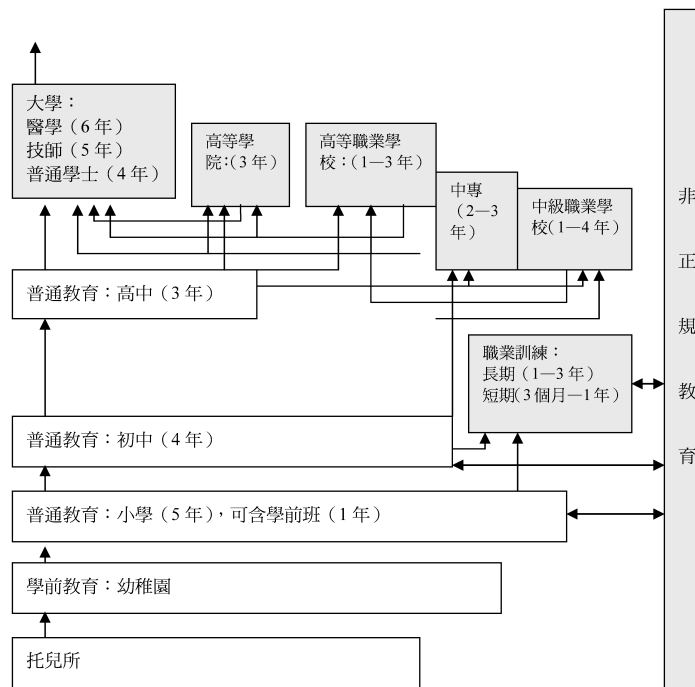 大學：
醫學（6 年）
技師（5 年）
普通學士（4 年）
高等學
院：(3 年）
高等職業學
校：(1—3 年）
中專
（2—3
年）
中級職業學
校(1—4 年）
普通教育：高中（3 年）
職業訓練：
長期（1—3 年）
短期(3 個月—1 年）
普通教育：初中（4 年）
普通教育：小學（5 年），可含學前班（1 年）
學前教育：幼稚園
托兒所
非
正
規
教
育